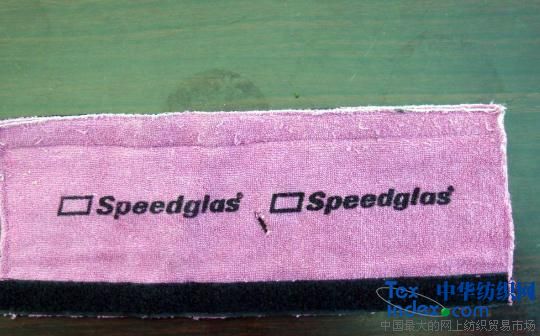 Speedglas® Speedglas®
Tex 中华纺织网
Index.com
中国最大的网上纺织贸易市场